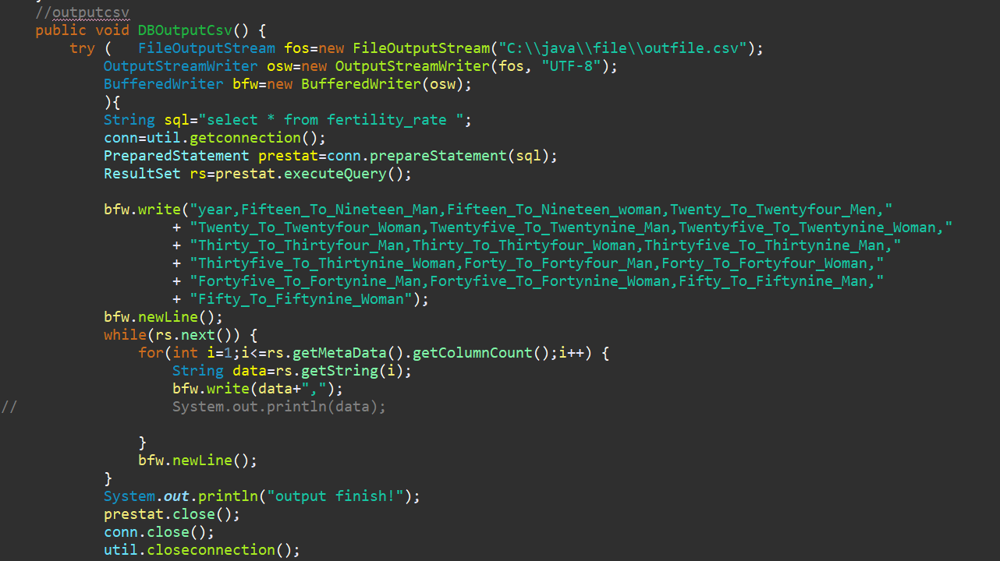 //outputcsv
public void DBOutputCsv() {
try ( FileOutputStream fos=new FileOutputStream("C:\\java\\file\\outfile.csv");
OutputStreamWriter osw=new OutputStreamWriter(fos, "UTF-8");
BufferedWriter bfw=new BufferedWriter(osw);
){
String sql="select * from fertility_rate ";
conn=util.getconnection();
PreparedStatement prestat=conn.prepareStatement(sql);
ResultSet rs=prestat.executeQuery();
bfw.write("year,Fifteen_To_Nineteen_Man,Fifteen_To_Nineteen_woman,Twenty_To_Twentyfour_Men,"
+ "Twenty_To_Twentyfour_Woman,Twentyfive_To_Twentynine_Man,Twentyfive_To_Twentynine_Woman,"
+ "Thirty_To_Thirtyfour_Man,Thirty_To_Thirtyfour_Woman,Thirtyfive_To_Thirtynine_Man,"
+ "Thirtyfive_To_Thirtynine_Woman,Forty_To_Fortyfour_Man,Forty_To_Fortyfour_Woman,"
+ "Fortyfive_To_Fortynine_Man,Fortyfive_To_Fortynine_Woman,Fifty_To_Fiftynine_Man,"
+ "Fifty_To_Fiftynine_Woman");
bfw.newLine();
while(rs.next()) {
for(int i=1;i<=rs.getMetaData().getColumnCount();i++) {
String data=rs.getString(i);
bfw.write(data+",");
// System.out.println(data);
}
bfw.newLine();
}
System.out.println("output finish!");
prestat.close();
conn.close();
util.closeconnection();